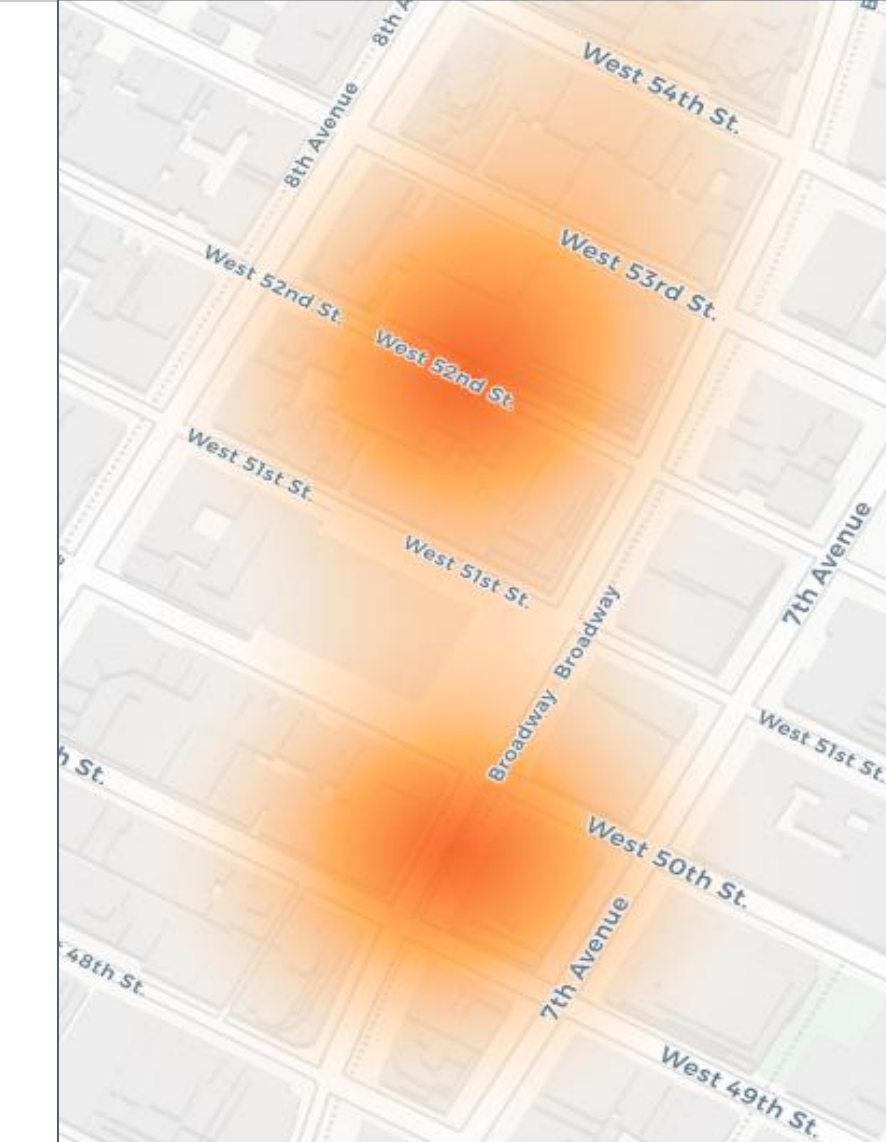 8th A
West 54th St.
8th Avenue
West 53rd St.
West 52nd St.
West 52nd St.
West 51st St.
7th Avenue
West 51st St.
Broadway
Broadway
West 51st St.
h St.
West 50th St.
7th Avenue
48th St.
West 49th St.